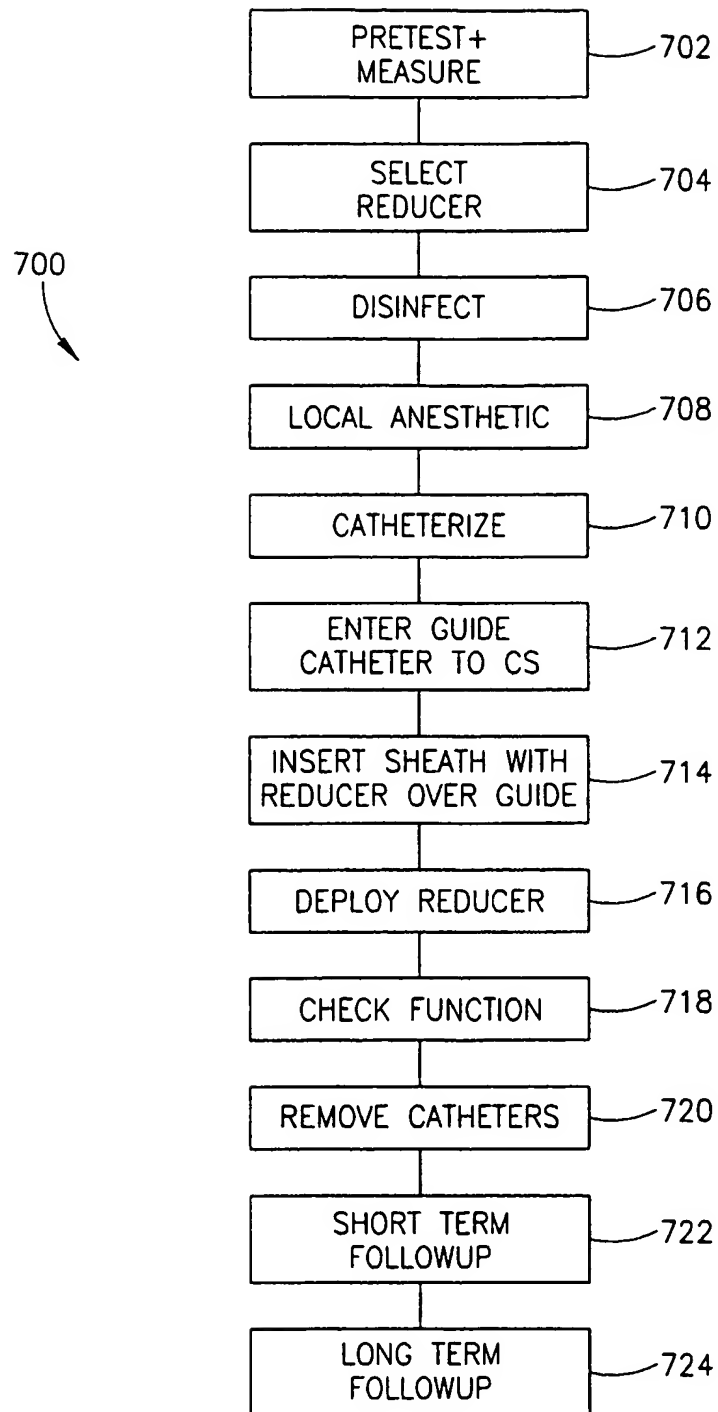 PRETEST+
MEASURE
702
SELECT
REDUCER
704
700
DISINFECT
706
LOCAL ANESTHETIC
708
CATHETERIZE
710
ENTER GUIDE
CATHETER TO CS
712
INSERT SHEATH WITH
REDUCER OVER GUIDE
714
DEPLOY REDUCER
716
CHECK FUNCTION
718
REMOVE CATHETERS
720
SHORT TERM
FOLLOWUP
722
LONG TERM
FOLLOWUP
724